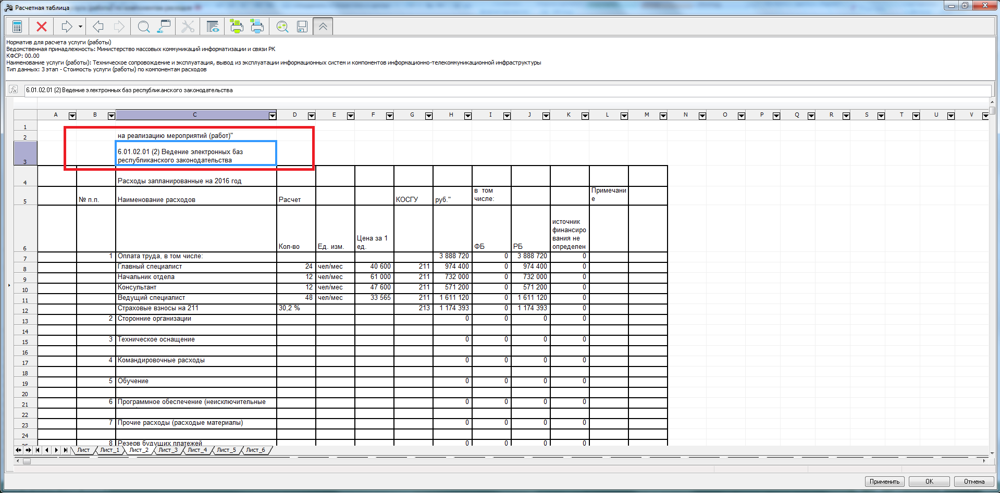 Расчетная таблица
Норматив для расчета услуги (работы)
Ведомственная принадлежность: Министерство массовых коммуникаций информатизации и связи РК
КФСР: 00.00
Наименование услуги (работы): Техническое сопровождение и эксплуатация, вывод из эксплуатации информационных систем и компонентов информационно-телекоммуникационной инфраструктуры
Тип данных: 3 этап - Стоимость услуги (работы) по компонентам расходов
6.01.02.01 (2) Ведение электронных баз республиканского законодательства
A B C D E F G H I J K L M N O P Q R S T U V
1
2 на реализацию мероприятий (работ)"
6.01.02.01 (2) Ведение электронных баз
3 республиканского законодательства
4 Расходы запланированные на 2016 год
5 № п.п. Наименование расходов Расчет КОСГУ руб." в том числе: Примечание
6 Кол-во Ед. изм. Цена за 1 ед. ФБ РБ источник финансирования не определен
7 1 Оплата труда, в том числе: 3 888 720 0 3 888 720 0
8 Главный специалист 24 чел/мес 40 600 211 974 400 0 974 400 0
9 Начальник отдела 12 чел/мес 61 000 211 732 000 0 732 000 0
10 Консультант 12 чел/мес 47 600 211 571 200 0 571 200 0
11 Ведущий специалист 48 чел/мес 33 565 211 1 611 120 0 1 611 120 0
12 Страховые взносы на 211 30,2 % 213 1 174 393 0 1 174 393 0
13 2 Сторонние организации 0 0 0 0
14
15 3 Техническое оснащение 0 0 0 0
16
17 4 Командировочные расходы 0 0 0 0
18
19 5 Обучение 0 0 0 0
20
21 6 Программное обеспечение (неисключительные 0 0 0 0
22
23 7 Прочие расходы (расходые материалы) 0 0 0 0
24
25 8 Резерв будущих платежей 0 0 0 0
Лист Лист_1 Лист_2 Лист_3 Лист_4 Лист_5 Лист_6
Применить OK Отмена